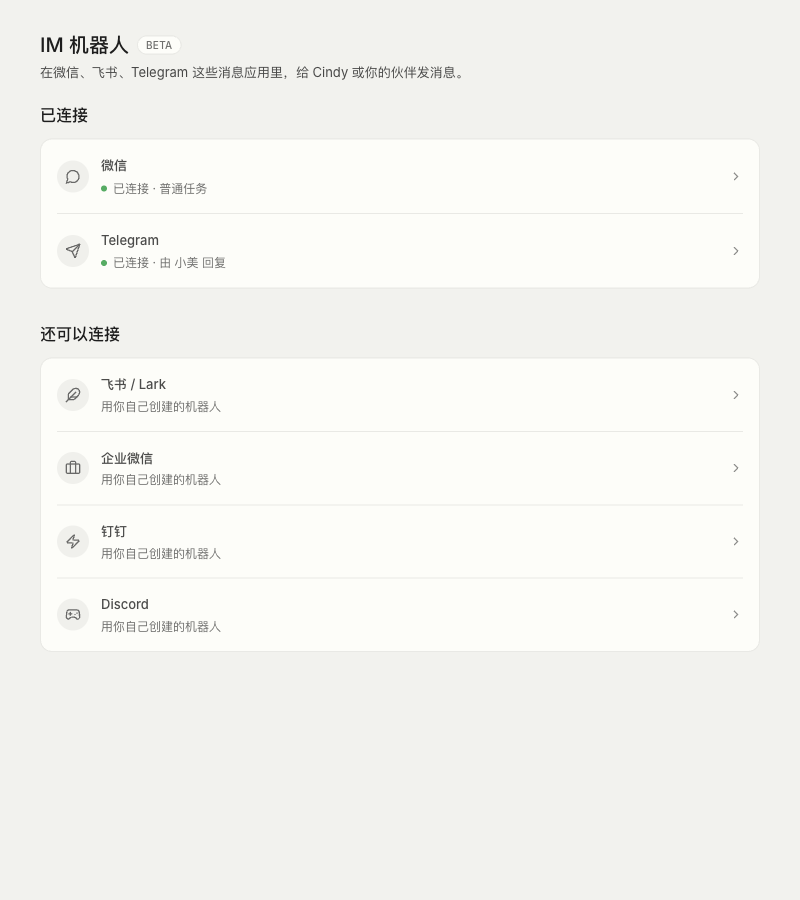 IM 机器人 BETA
在微信、飞书、Telegram 这些消息应用里，给 Cindy 或你的伙伴发消息。
已连接
微信
已连接 · 普通任务
Telegram
已连接 · 由 小美 回复
还可以连接
飞书 / Lark
用你自己创建的机器人
企业微信
用你自己创建的机器人
钉钉
用你自己创建的机器人
Discord
用你自己创建的机器人